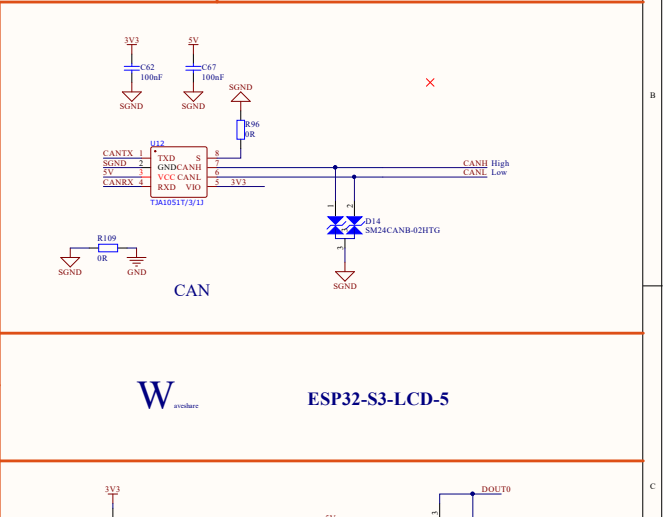 3V3
5V
C62
100nF
C67
100nF
SGND
SGND
SGND
R96
0R
B
U12
CANTX 1 TXD S 8
SGND 2 GND CANH 7 CANH High
5V 3 VCC CANL 6 CANL Low
CANRX 4 RXD VIO 5 3V3
TJA1051T/3/1J
1 2
D14
SM24CANB-02HTG
3
R109
0R
SGND
GND
SGND
CAN
Waveshare
ESP32-S3-LCD-5
3V3
DOUT0
C
3